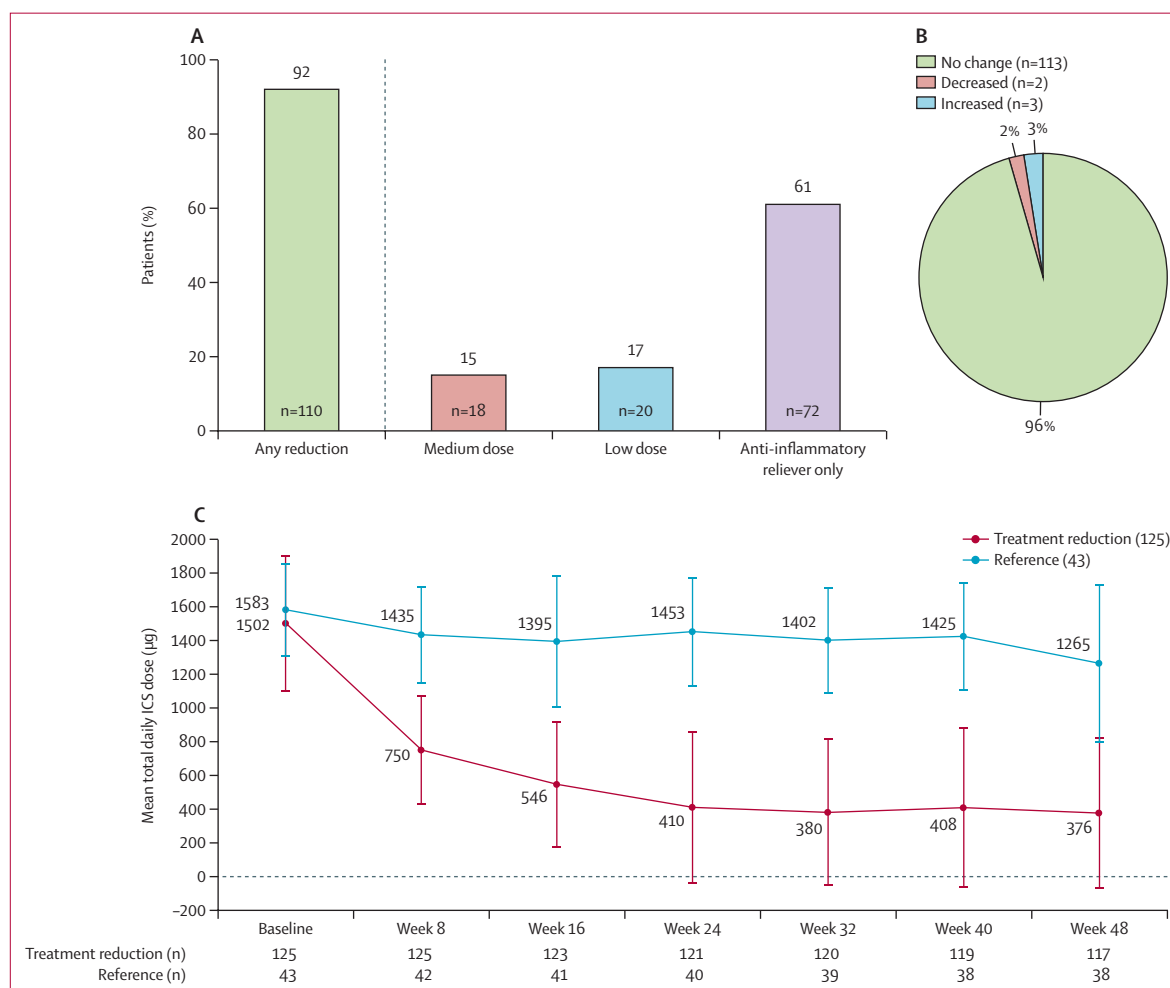 A
100
80
60
40
20
0
Patients (%)
92
15
17
61
n=110
n=18
n=20
n=72
Any reduction
Medium dose
Low dose
Anti-inflammatory
reliever only
B
No change (n=113)
Decreased (n=2)
Increased (n=3)
2%
3%
96%
C
Treatment reduction (125)
Reference (43)
2000
1800
1600
1400
1200
1000
800
600
400
200
0
–200
Mean total daily ICS dose (µg)
1583
1435
1395
1453
1402
1425
1265
1502
750
546
410
380
408
376
Baseline Week 8 Week 16 Week 24 Week 32 Week 40 Week 48
Treatment reduction (n) 125 125 123 121 120 119 117
Reference (n) 43 42 41 40 39 38 38